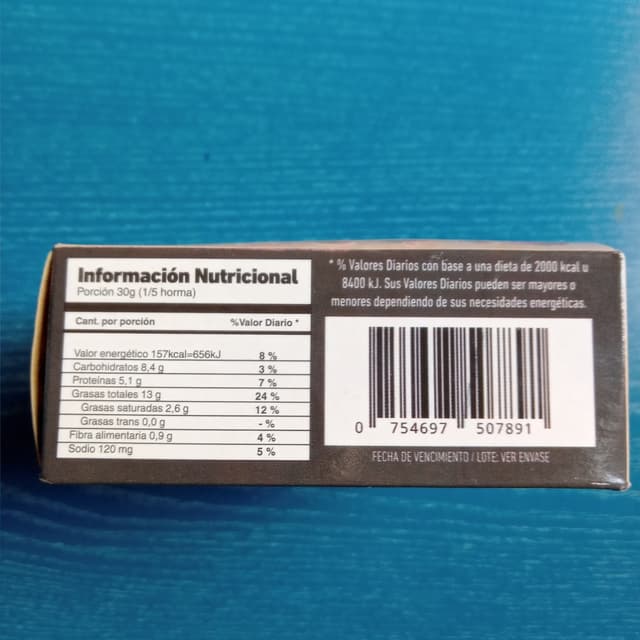 Información Nutricional
Porción 30g (1/5 horma)
Cant. por porción %Valor Diario *
Valor energético 157kcal=656kJ 8 %
Carbohidratos 8,4 g 3 %
Proteínas 5,1 g 7 %
Grasas totales 13 g 24 %
Grasas saturadas 2,6 g 12 %
Grasas trans 0,0 g - %
Fibra alimentaria 0,9 g 4 %
Sodio 120 mg 5 %
* % Valores Diarios con base a una dieta de 2000 kcal u
8400 kJ. Sus Valores Diarios pueden ser mayores o
menores dependiendo de sus necesidades energéticas.
0 754697 507891
FECHA DE VENCIMIENTO / LOTE: VER ENVASE